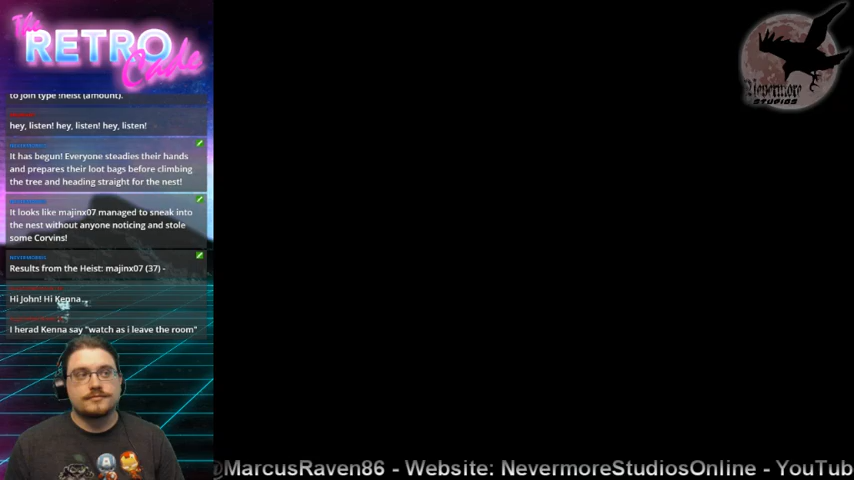 The
RETRO
Cade
Nevermore
STUDIOS
to join type !heist (amount).
hey, listen! hey, listen! hey, listen!
It has begun! Everyone steadies their hands
and prepares their loot bags before climbing
the tree and heading straight for the nest!
It looks like majinx07 managed to sneak into
the nest without anyone noticing and stole
some Corvins!
Results from the Heist: majinx07 (37) -
Hi John! Hi Kenna...
I herad Kenna say "watch as i leave the room"
@MarcusRaven86 - Website: NevermoreStudiosOnline - YouTub